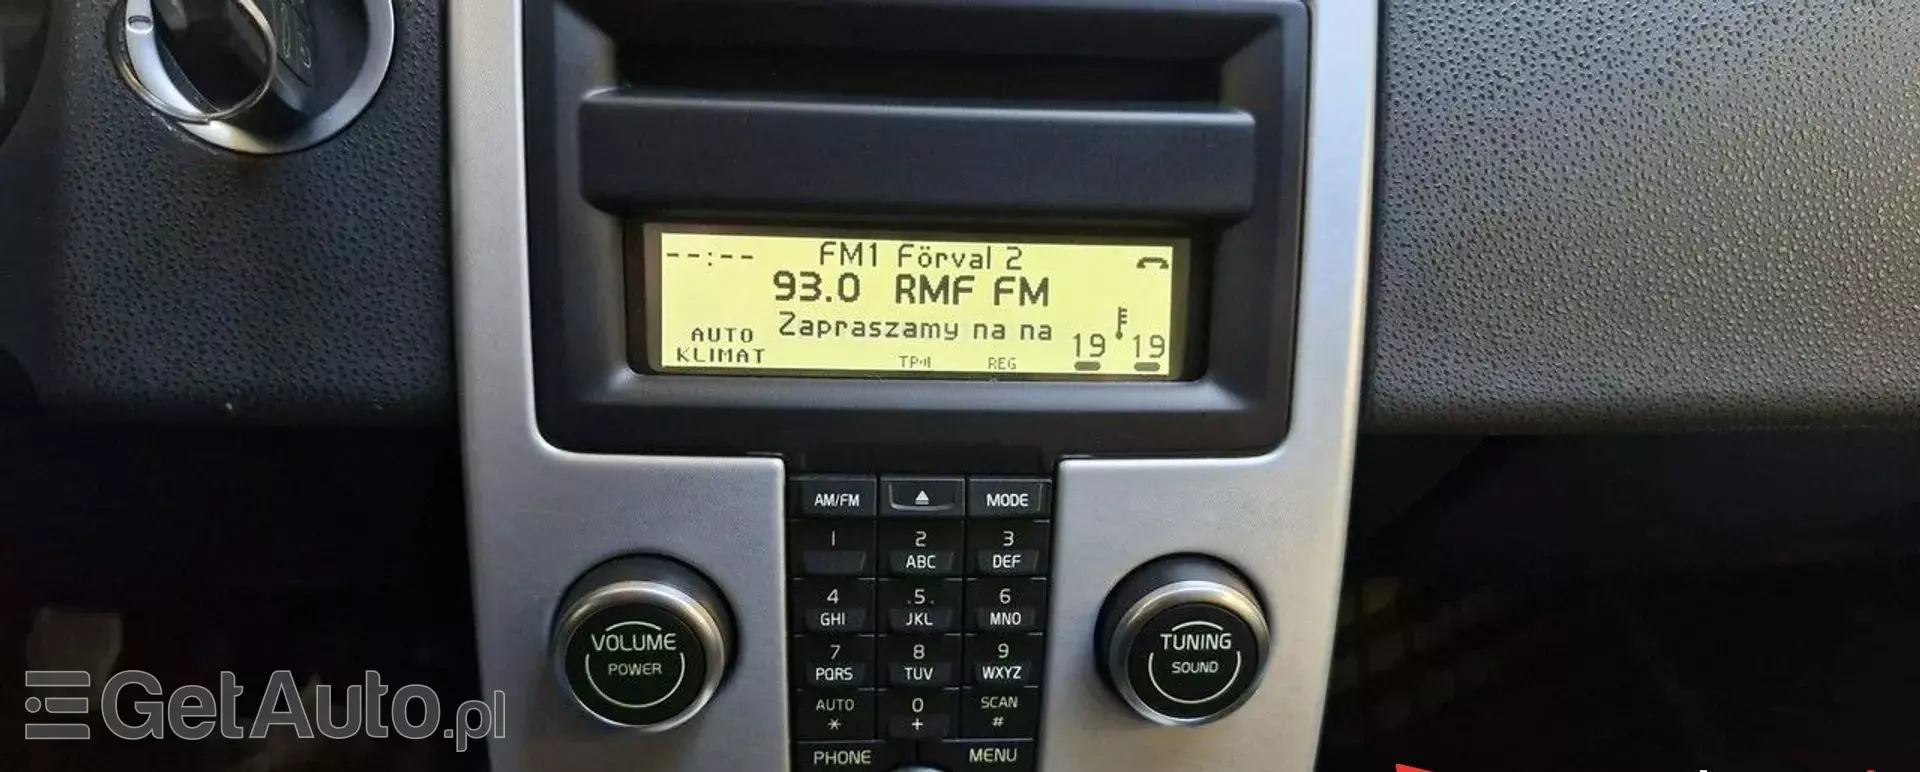 --:-- FM1 Förval 2
93.0 RMF FM
AUTO Zapraszamy na na
KLIMAT TP REG 19 19
AM/FM MODE
1 2 3
ABC DEF
4 5 6
GHI JKL MNO
7 8 9
PQRS TUV WXYZ
AUTO 0 SCAN
* + #
PHONE MENU
VOLUME
POWER
TUNING
SOUND
GetAuto.pl